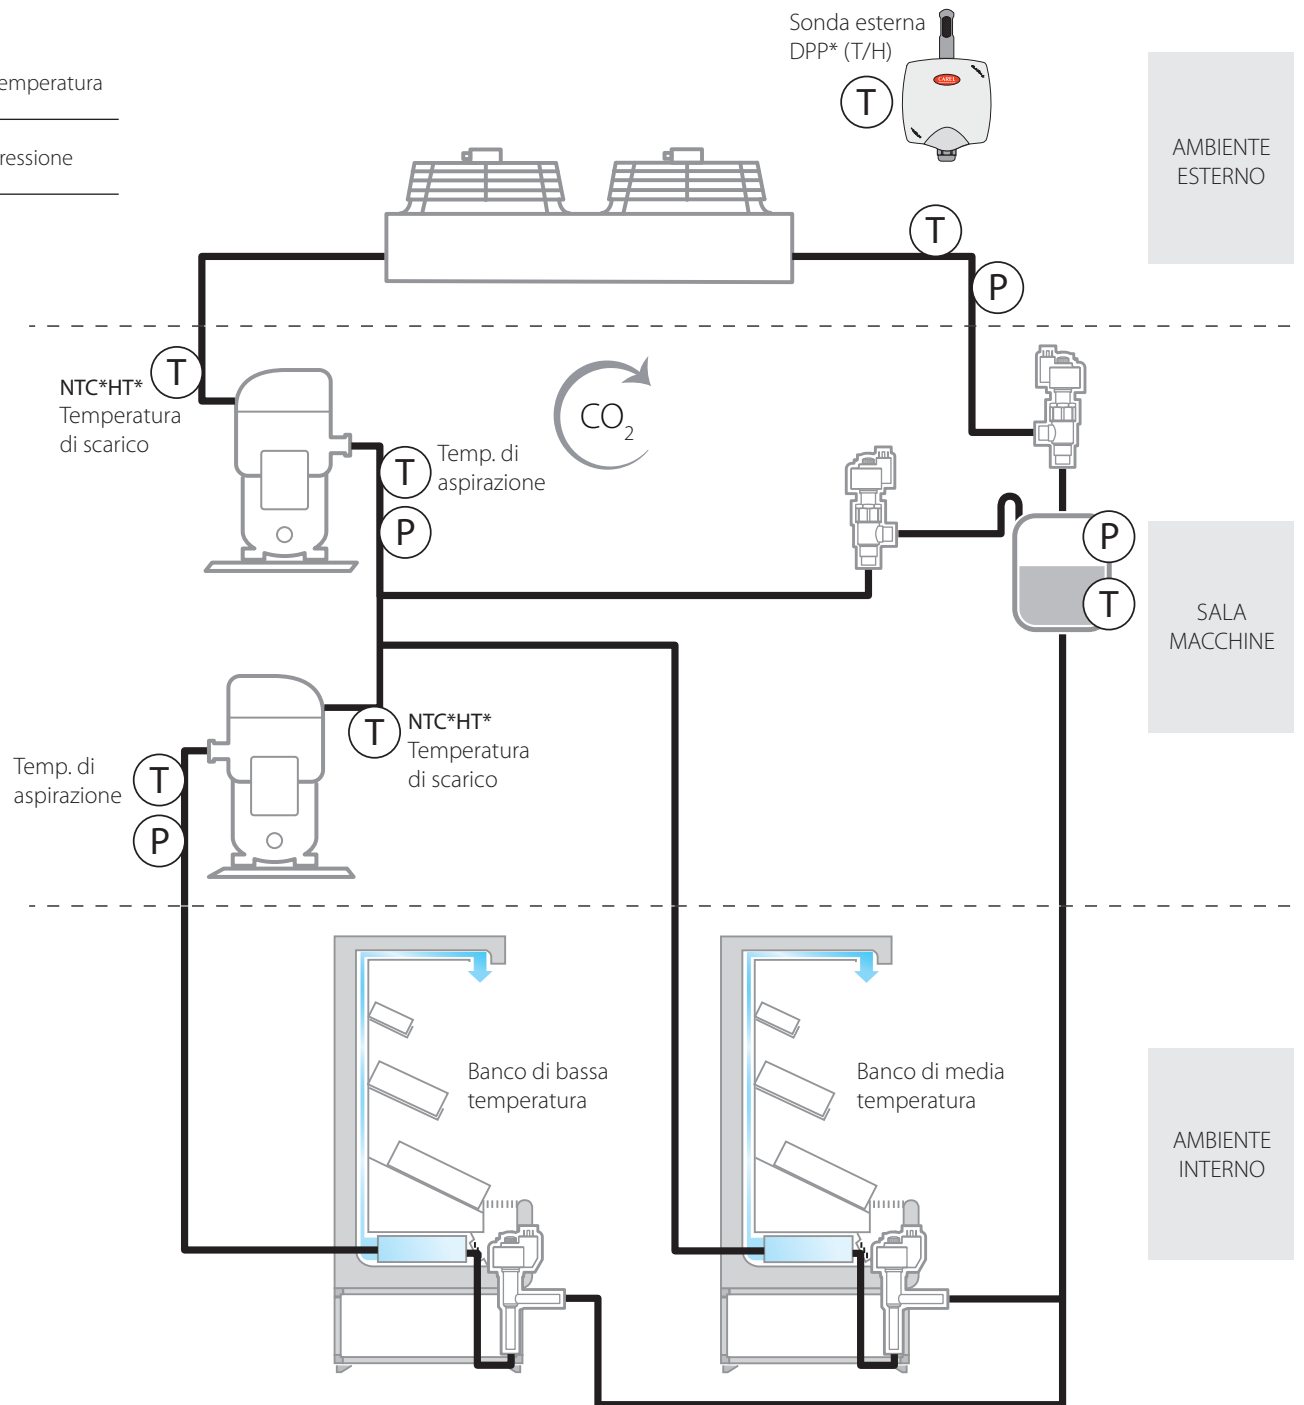 Sonda esterna
DPP* (T/H)
T
CAREL
emperatura
ressione
AMBIENTE
ESTERNO
T
P
T
NTC*HT*
Temperatura
di scarico
CO2
T
Temp. di
aspirazione
P
P
T
SALA
MACCHINE
T
NTC*HT*
Temperatura
di scarico
Temp. di
aspirazione
T
P
Banco di bassa
temperatura
Banco di media
temperatura
AMBIENTE
INTERNO